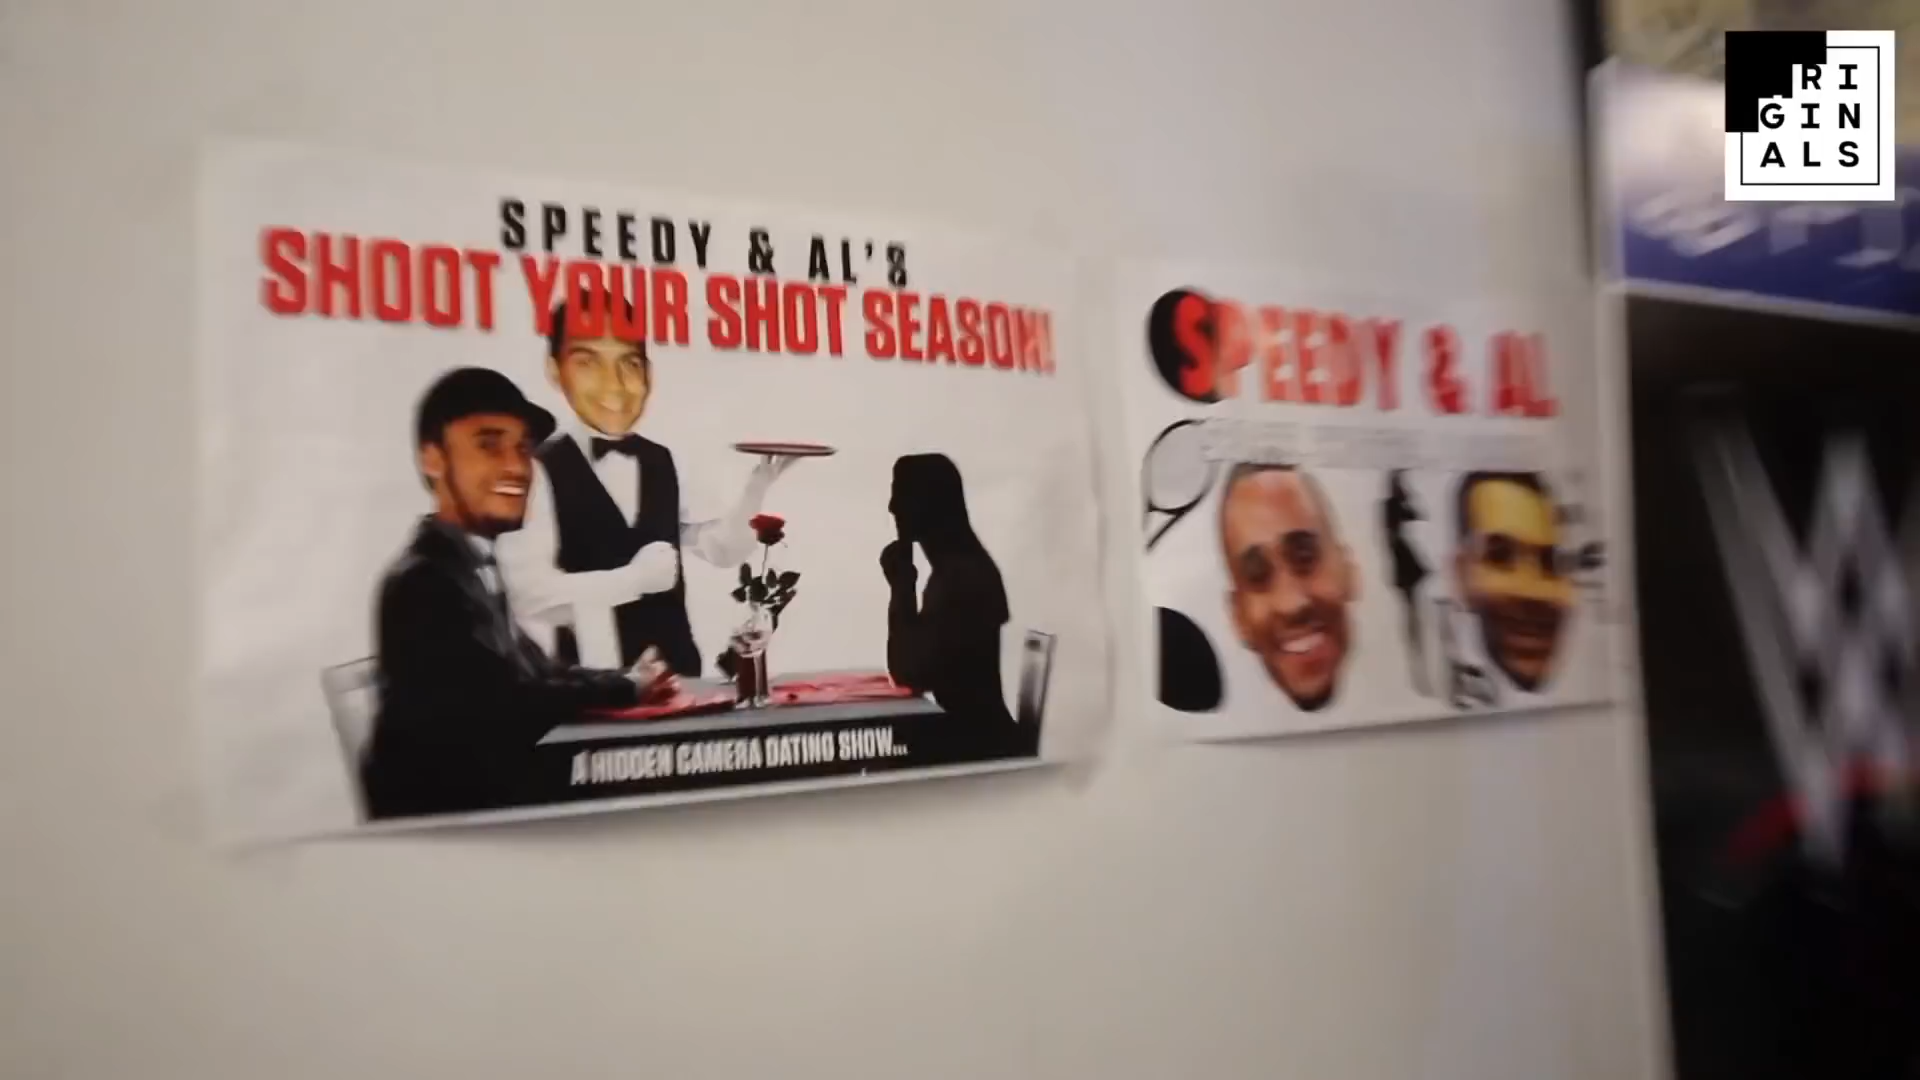 SPEEDY & AL'S
SHOOT YOUR SHOT SEASON!
A HIDDEN CAMERA DATING SHOW...
SPEEDY & AL
RI
GIN
ALS
W